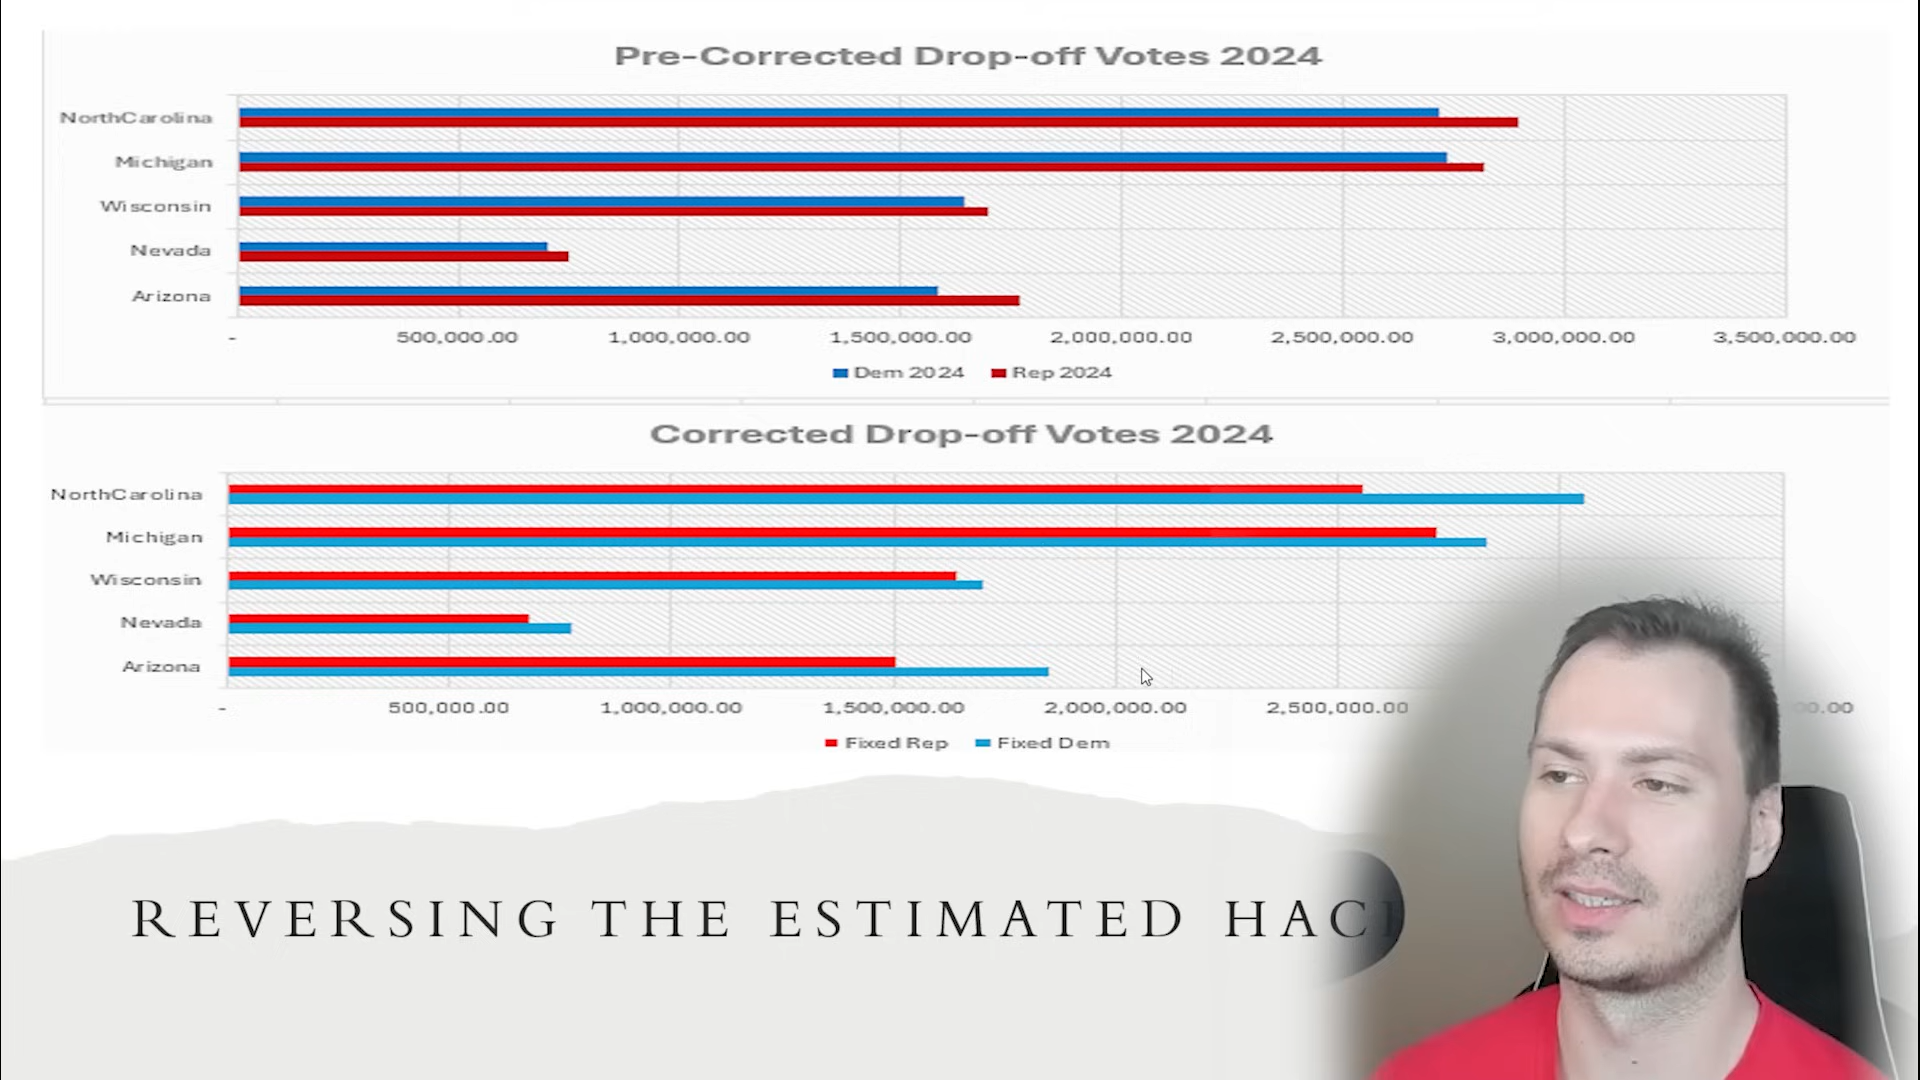 Pre-Corrected Drop-off Votes 2024
NorthCarolina
Michigan
Wisconsin
Nevada
Arizona
- 500,000.00 1,000,000.00 1,500,000.00 2,000,000.00 2,500,000.00 3,000,000.00 3,500,000.00
Dem 2024 Rep 2024
Corrected Drop-off Votes 2024
NorthCarolina
Michigan
Wisconsin
Nevada
Arizona
- 500,000.00 1,000,000.00 1,500,000.00 2,000,000.00 2,500,000.00
Fixed Rep Fixed Dem
REVERSING THE ESTIMATED